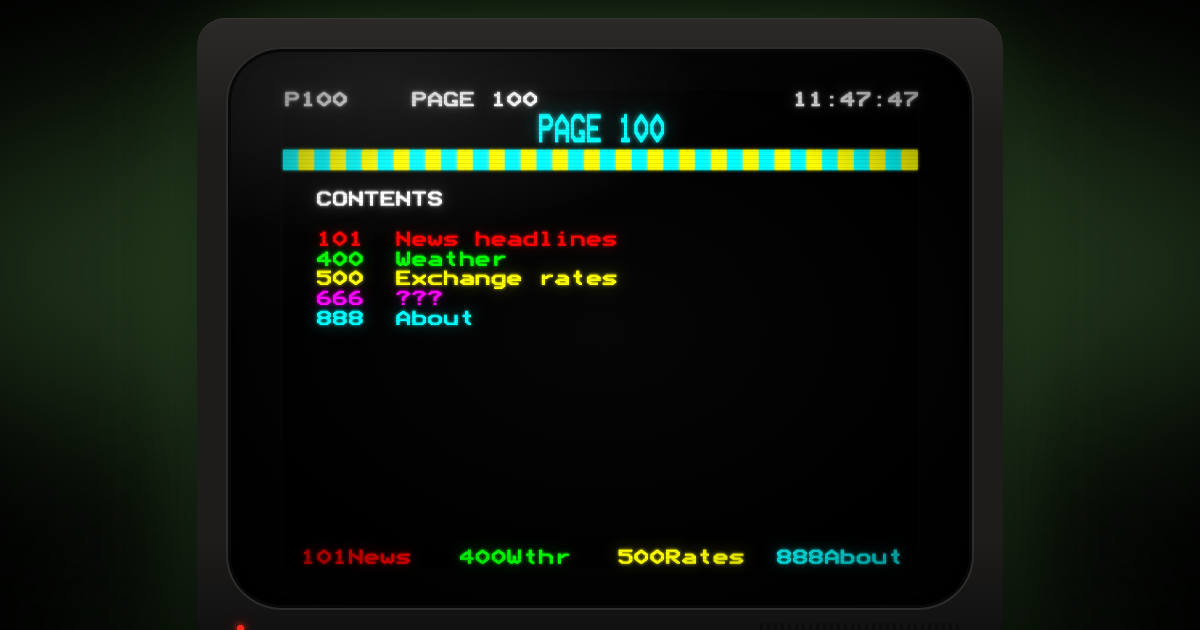 P100 PAGE 100 11:47:47
PAGE 100
CONTENTS
101 News headlines
400 Weather
500 Exchange rates
666 ???
888 About
101News 400Wthr 500Rates 888About